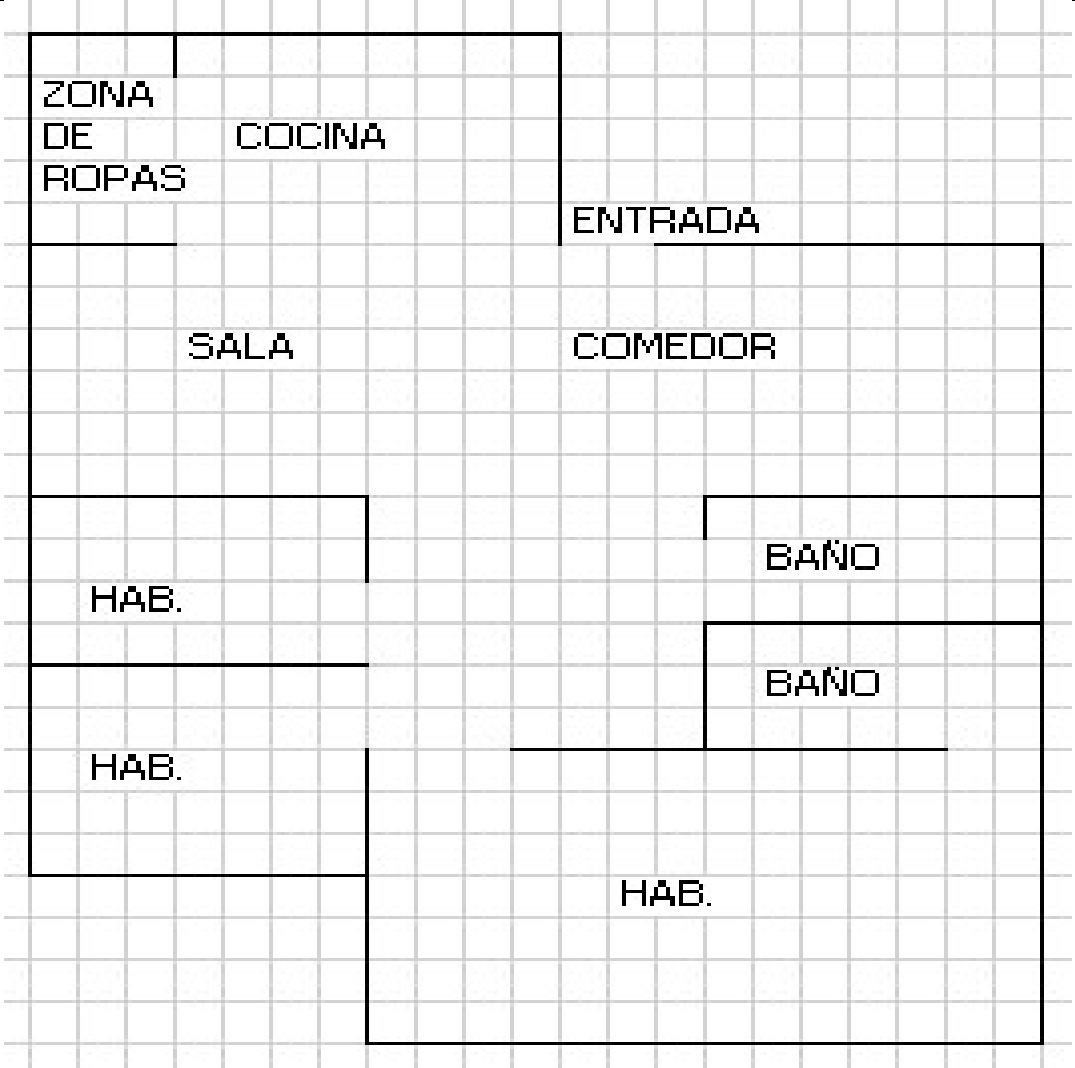 ZONA
DE
ROPAS
COCINA
ENTRADA
SALA
COMEDOR
BAÑO
HAB.
BAÑO
HAB.
HAB.